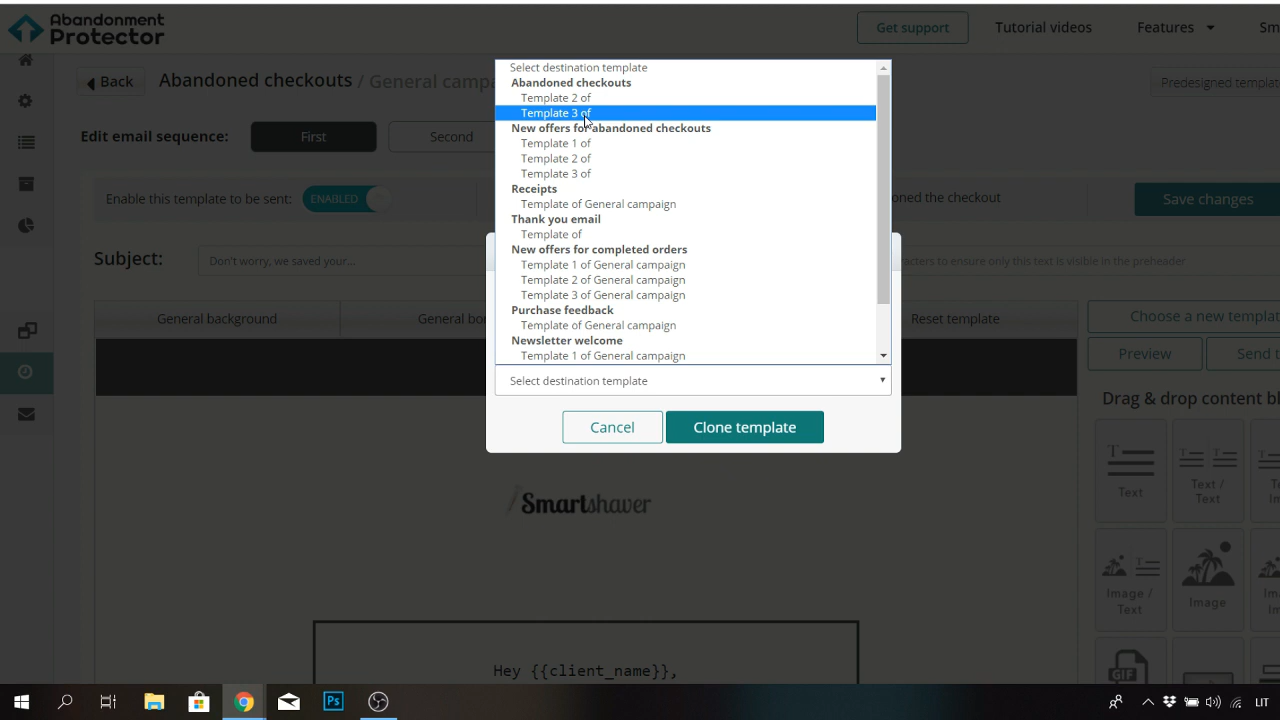 Abandonment
Protector
Get support
Tutorial videos
Features
Sm
Back
Abandoned checkouts / General campa
Predesigned templat
Edit email sequence:
First
Second
Enable this template to be sent:
ENABLED
oned the checkout
Save changes
Subject:
Don't worry, we saved your...
acters to ensure only this text is visible in the preheader
General background
General bor
Reset template
Choose a new templat
Preview
Send t
Drag & drop content bl
Text
Text /
Text
Image /
Text
Image
GIF
Select destination template
Abandoned checkouts
Template 2 of
Template 3 of
New offers for abandoned checkouts
Template 1 of
Template 2 of
Template 3 of
Receipts
Template of General campaign
Thank you email
Template of
New offers for completed orders
Template 1 of General campaign
Template 2 of General campaign
Template 3 of General campaign
Purchase feedback
Template of General campaign
Newsletter welcome
Template 1 of General campaign
Select destination template
Cancel
Clone template
Smartshaver
Hey {{client_name}},
Ps
LIT